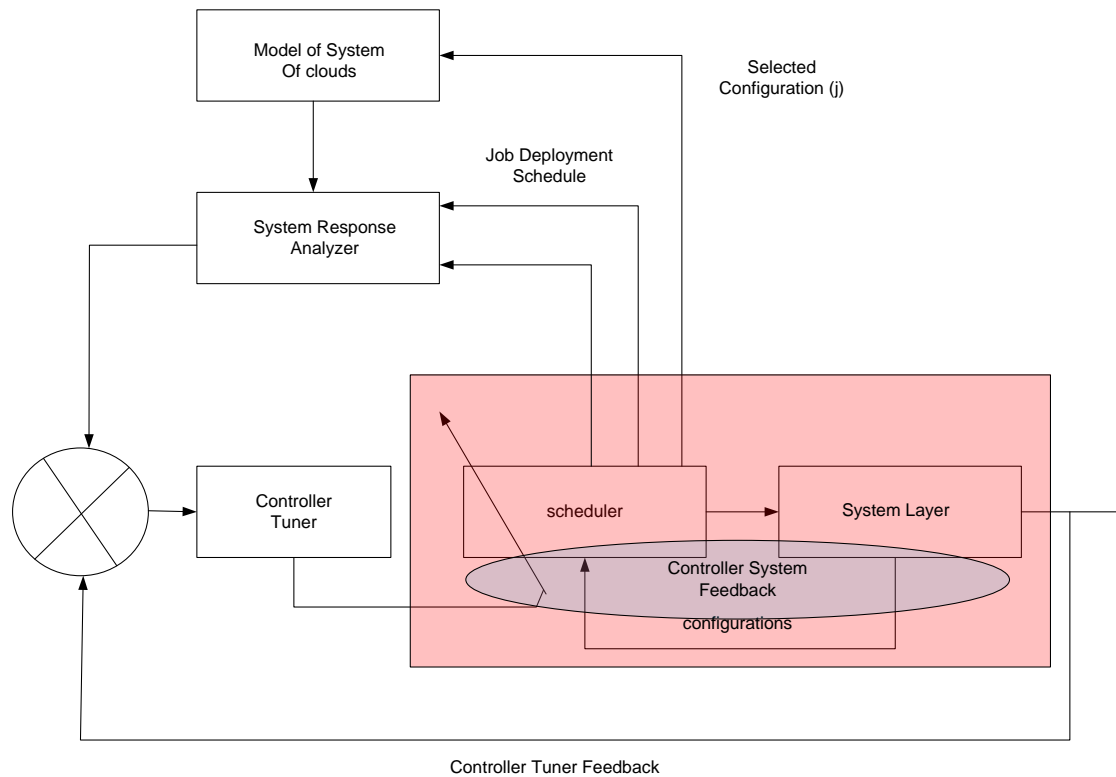 Model of System
Of clouds
Selected
Configuration (j)
Job Deployment
Schedule
System Response
Analyzer
Controller
Tuner
scheduler
System Layer
Controller System
Feedback
configurations
Controller Tuner Feedback